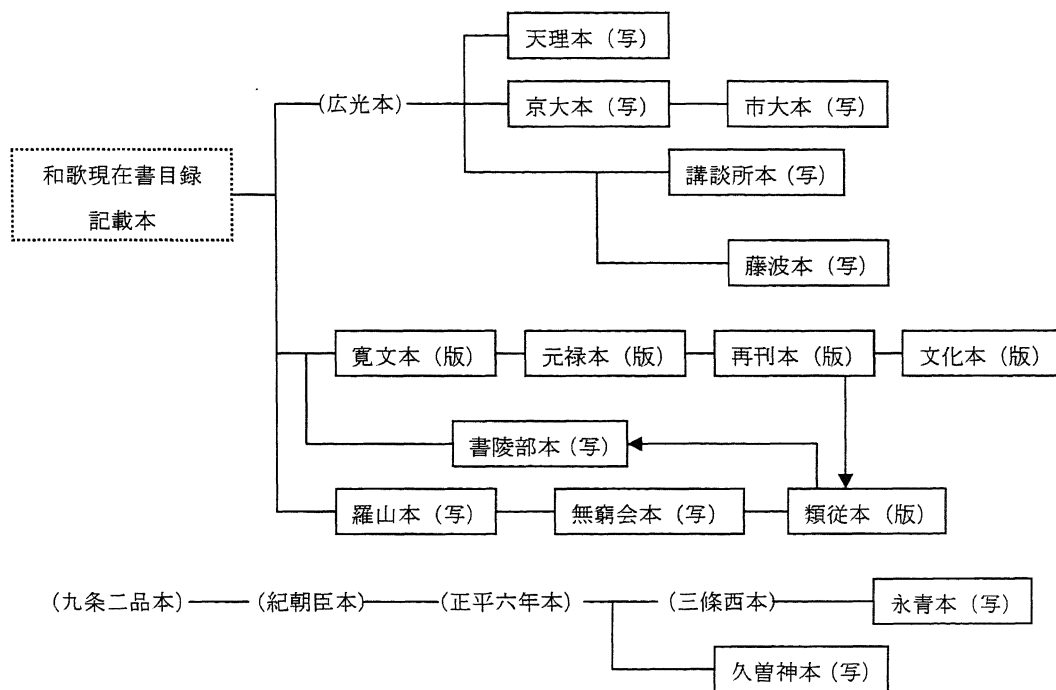 天理本（写）
(広光本)
京大本（写）
市大本（写）
和歌現在書目録
記載本
講談所本（写）
藤波本（写）
寛文本（版）
元禄本（版）
再刊本（版）
文化本（版）
書陵部本（写）
羅山本（写）
無窮会本（写）
類従本（版）
(九条二品本)
(紀朝臣本)
(正平六年本)
(三條西本)
永青本（写）
久曽神本（写）